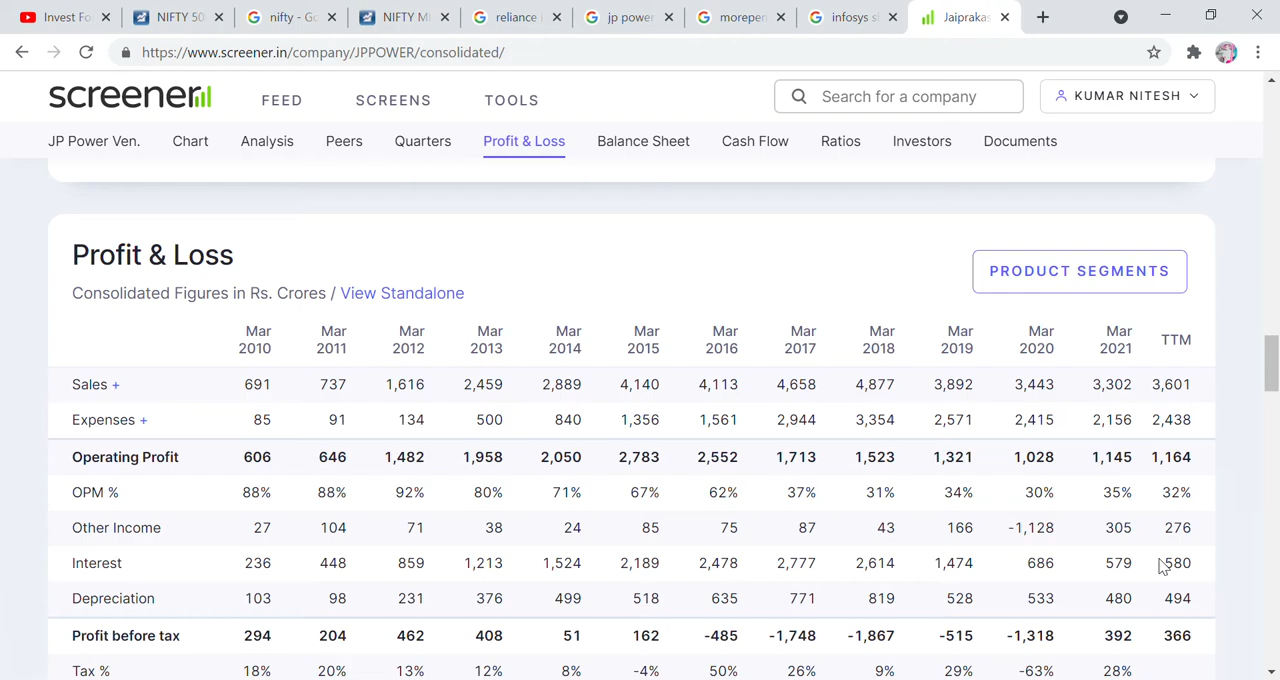 Invest Fo
NIFTY 50
nifty - Go
NIFTY MI
reliance
jp power
moreper
infosys s
Jaiprakas
https://www.screener.in/company/JPPOWER/consolidated/
screener
FEED
SCREENS
TOOLS
Search for a company
KUMAR NITESH
JP Power Ven. Chart Analysis Peers Quarters Profit & Loss Balance Sheet Cash Flow Ratios Investors Documents
Profit & Loss
PRODUCT SEGMENTS
Consolidated Figures in Rs. Crores / View Standalone
Mar 2010 Mar 2011 Mar 2012 Mar 2013 Mar 2014 Mar 2015 Mar 2016 Mar 2017 Mar 2018 Mar 2019 Mar 2020 Mar 2021 TTM
Sales + 691 737 1,616 2,459 2,889 4,140 4,113 4,658 4,877 3,892 3,443 3,302 3,601
Expenses + 85 91 134 500 840 1,356 1,561 2,944 3,354 2,571 2,415 2,156 2,438
Operating Profit 606 646 1,482 1,958 2,050 2,783 2,552 1,713 1,523 1,321 1,028 1,145 1,164
OPM % 88% 88% 92% 80% 71% 67% 62% 37% 31% 34% 30% 35% 32%
Other Income 27 104 71 38 24 85 75 87 43 166 -1,128 305 276
Interest 236 448 859 1,213 1,524 2,189 2,478 2,777 2,614 1,474 686 579 580
Depreciation 103 98 231 376 499 518 635 771 819 528 533 480 494
Profit before tax 294 204 462 408 51 162 -485 -1,748 -1,867 -515 -1,318 392 366
Tax % 18% 20% 13% 12% 8% -4% 50% 26% 9% 29% -63% 28%